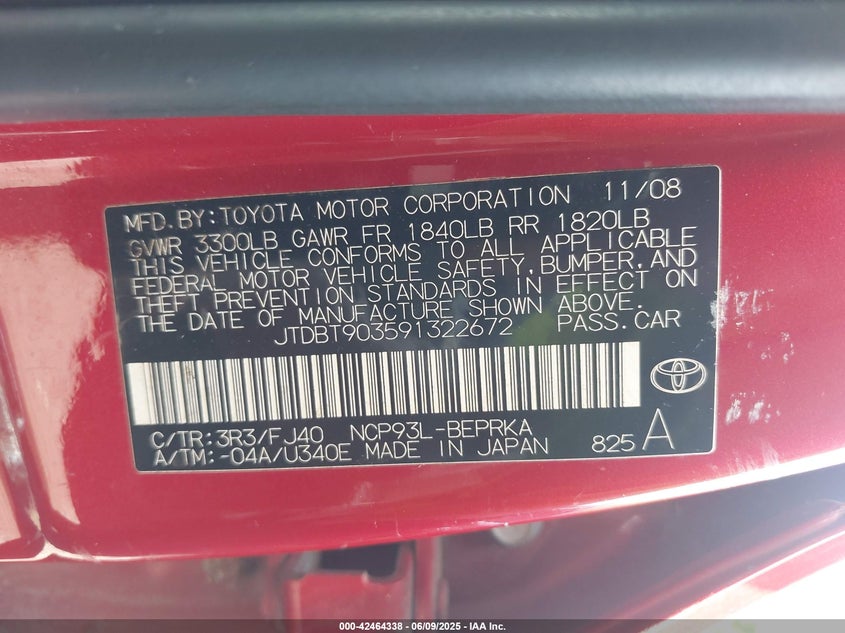 MFD.BY:TOYOTA MOTOR CORPORATION 11/08
GVWR 3300LB GAWR FR 1840LB RR 1820LB
THIS VEHICLE CONFORMS TO ALL APPLICABLE
FEDERAL MOTOR VEHICLE SAFETY,BUMPER,AND
THEFT PREVENTION STANDARDS IN EFFECT ON
THE DATE OF MANUFACTURE SHOWN ABOVE.
JTDBT903591322672 PASS.CAR
C/TR:3R3/FJ40 NCP93L-BEPRKA
A/TM:-04A/U340E MADE IN JAPAN 825 A
000-42464338 | 06/09/2025 - IAA Inc.